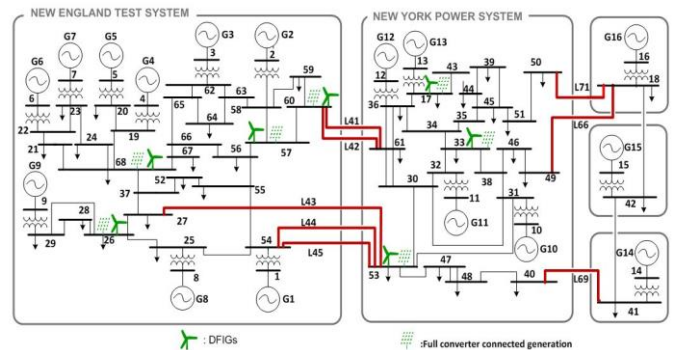 NEW ENGLAND TEST SYSTEM
NEW YORK POWER SYSTEM
G6
G7
G5
G4
G3
G2
59
G12
G13
43
39
50
G16
6
7
5
4
3
2
12
13
16
18
22
23
20
19
62
63
58
60
36
17
44
45
L71
L66
21
24
65
64
L41
L42
34
35
51
G9
68
66
67
56
57
61
33
46
49
G15
15
9
28
37
52
55
30
32
38
31
42
29
26
27
L43
11
G11
10
G10
25
54
L44
L45
53
47
48
40
L69
G14
14
41
8
1
G8
G1
: DFIGs
:Full converter connected generation